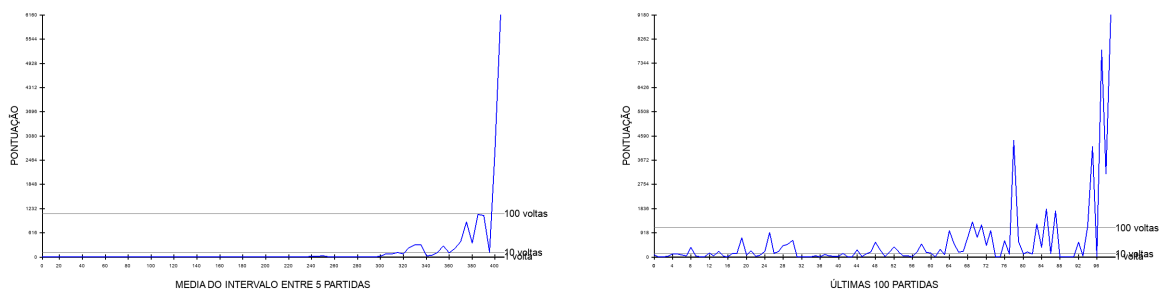 6160
5544
4928
4312
3696
3080
2464
1848
1232
616
0
PONTUAÇÃO
0 20 40 60 80 100 120 140 160 180 200 220 240 260 280 300 320 340 360 380 400
100 voltas
10 voltas
1 volta
MEDIA DO INTERVALO ENTRE 5 PARTIDAS
9180
8262
7344
6426
5508
4590
3672
2754
1836
918
0
PONTUAÇÃO
0 4 8 12 16 20 24 28 32 36 40 44 48 52 56 60 64 68 72 76 80 84 88 92 96
100 voltas
10 voltas
1 volta
ÚLTIMAS 100 PARTIDAS